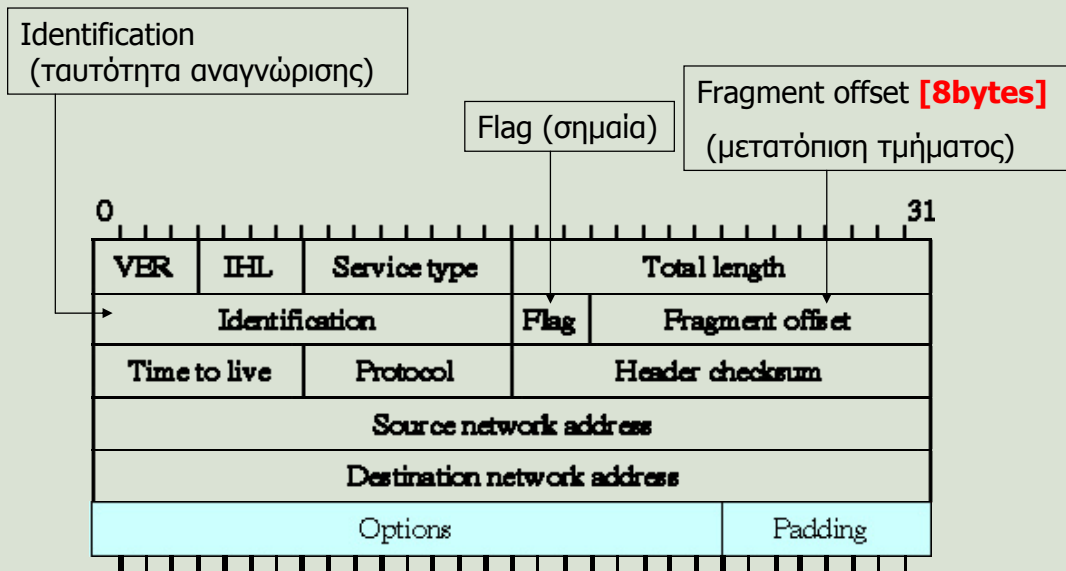 Identification
(ταυτότητα αναγνώρισης)
Flag (σημαία)
Fragment offset [8bytes]
(μετατόπιση τμήματος)
0 31
VER IHL Service type Total length
Identification Flag Fragment offset
Time to live Protocol Header checksum
Source network address
Destination network address
Options Padding